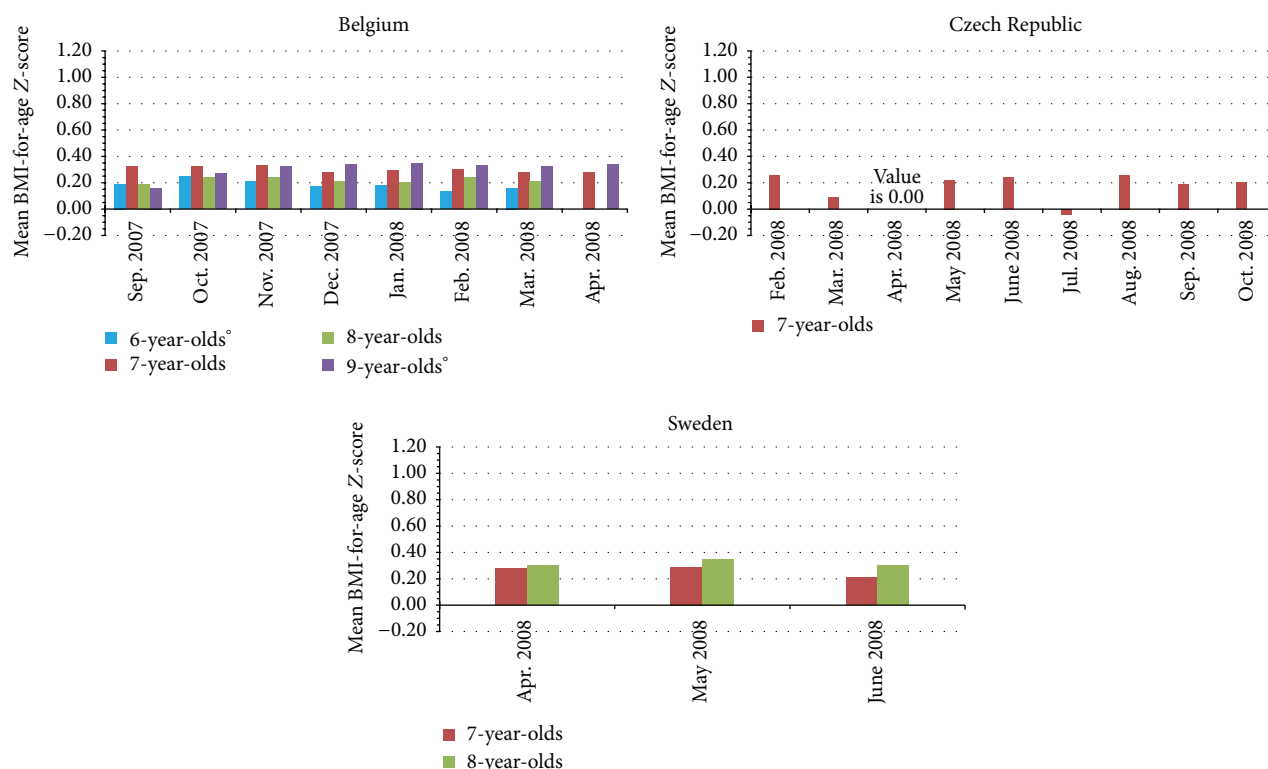 Belgium
Mean BMI-for-age Z-score
1.20
1.00
0.80
0.60
0.40
0.20
0.00
−0.20
Sep. 2007
Oct. 2007
Nov. 2007
Dec. 2007
Jan. 2008
Feb. 2008
Mar. 2008
Apr. 2008
6-year-olds°
7-year-olds
8-year-olds
9-year-olds°
Czech Republic
Mean BMI-for-age Z-score
1.20
1.00
0.80
0.60
0.40
0.20
0.00
−0.20
Value
is 0.00
Feb. 2008
Mar. 2008
Apr. 2008
May 2008
June 2008
Jul. 2008
Aug. 2008
Sep. 2008
Oct. 2008
7-year-olds
Sweden
Mean BMI-for-age Z-score
1.20
1.00
0.80
0.60
0.40
0.20
0.00
−0.20
Apr. 2008
May 2008
June 2008
7-year-olds
8-year-olds